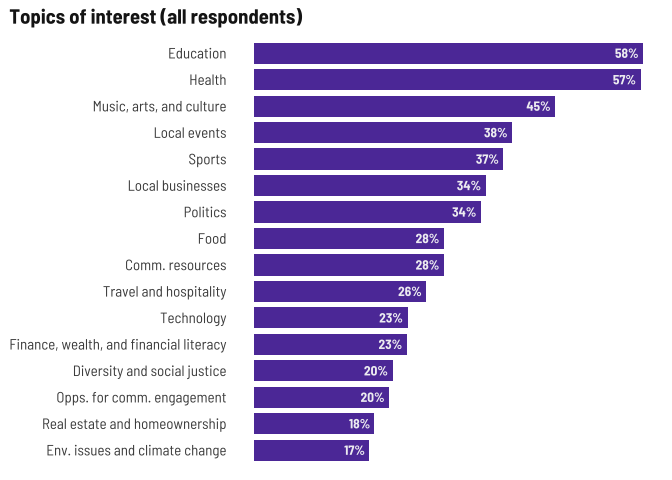 Topics of interest (all respondents)
Education 58%
Health 57%
Music, arts, and culture 45%
Local events 38%
Sports 37%
Local businesses 34%
Politics 34%
Food 28%
Comm. resources 28%
Travel and hospitality 26%
Technology 23%
Finance, wealth, and financial literacy 23%
Diversity and social justice 20%
Opps. for comm. engagement 20%
Real estate and homeownership 18%
Env. issues and climate change 17%